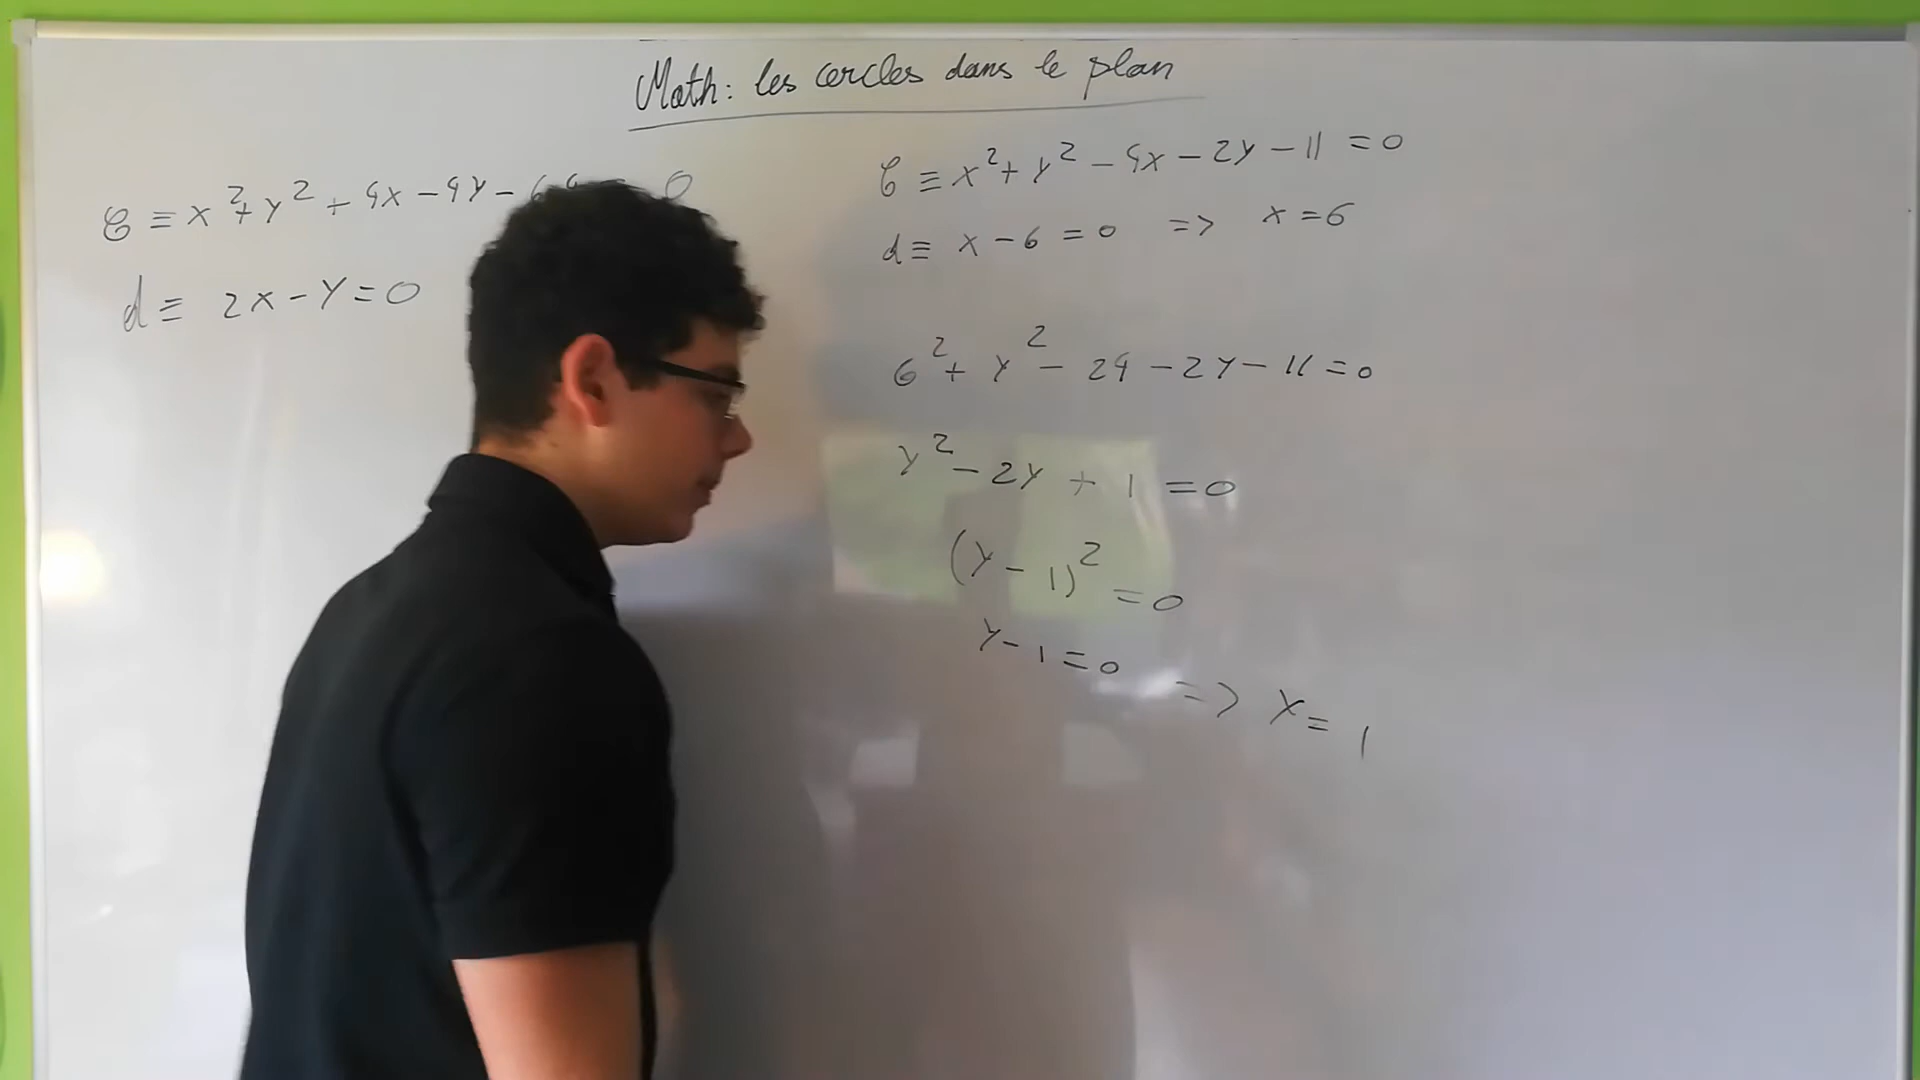 Math: les cercles dans le plan
C ≡ x² + y² + 4x - 4y - 6
d ≡ 2x - y = 0
C ≡ x² + y² - 4x - 2y - 11 = 0
d ≡ x - 6 = 0 => x = 6
6² + y² - 24 - 2y - 11 = 0
y² - 2y + 1 = 0
(y - 1)² = 0
y - 1 = 0 => x = 1